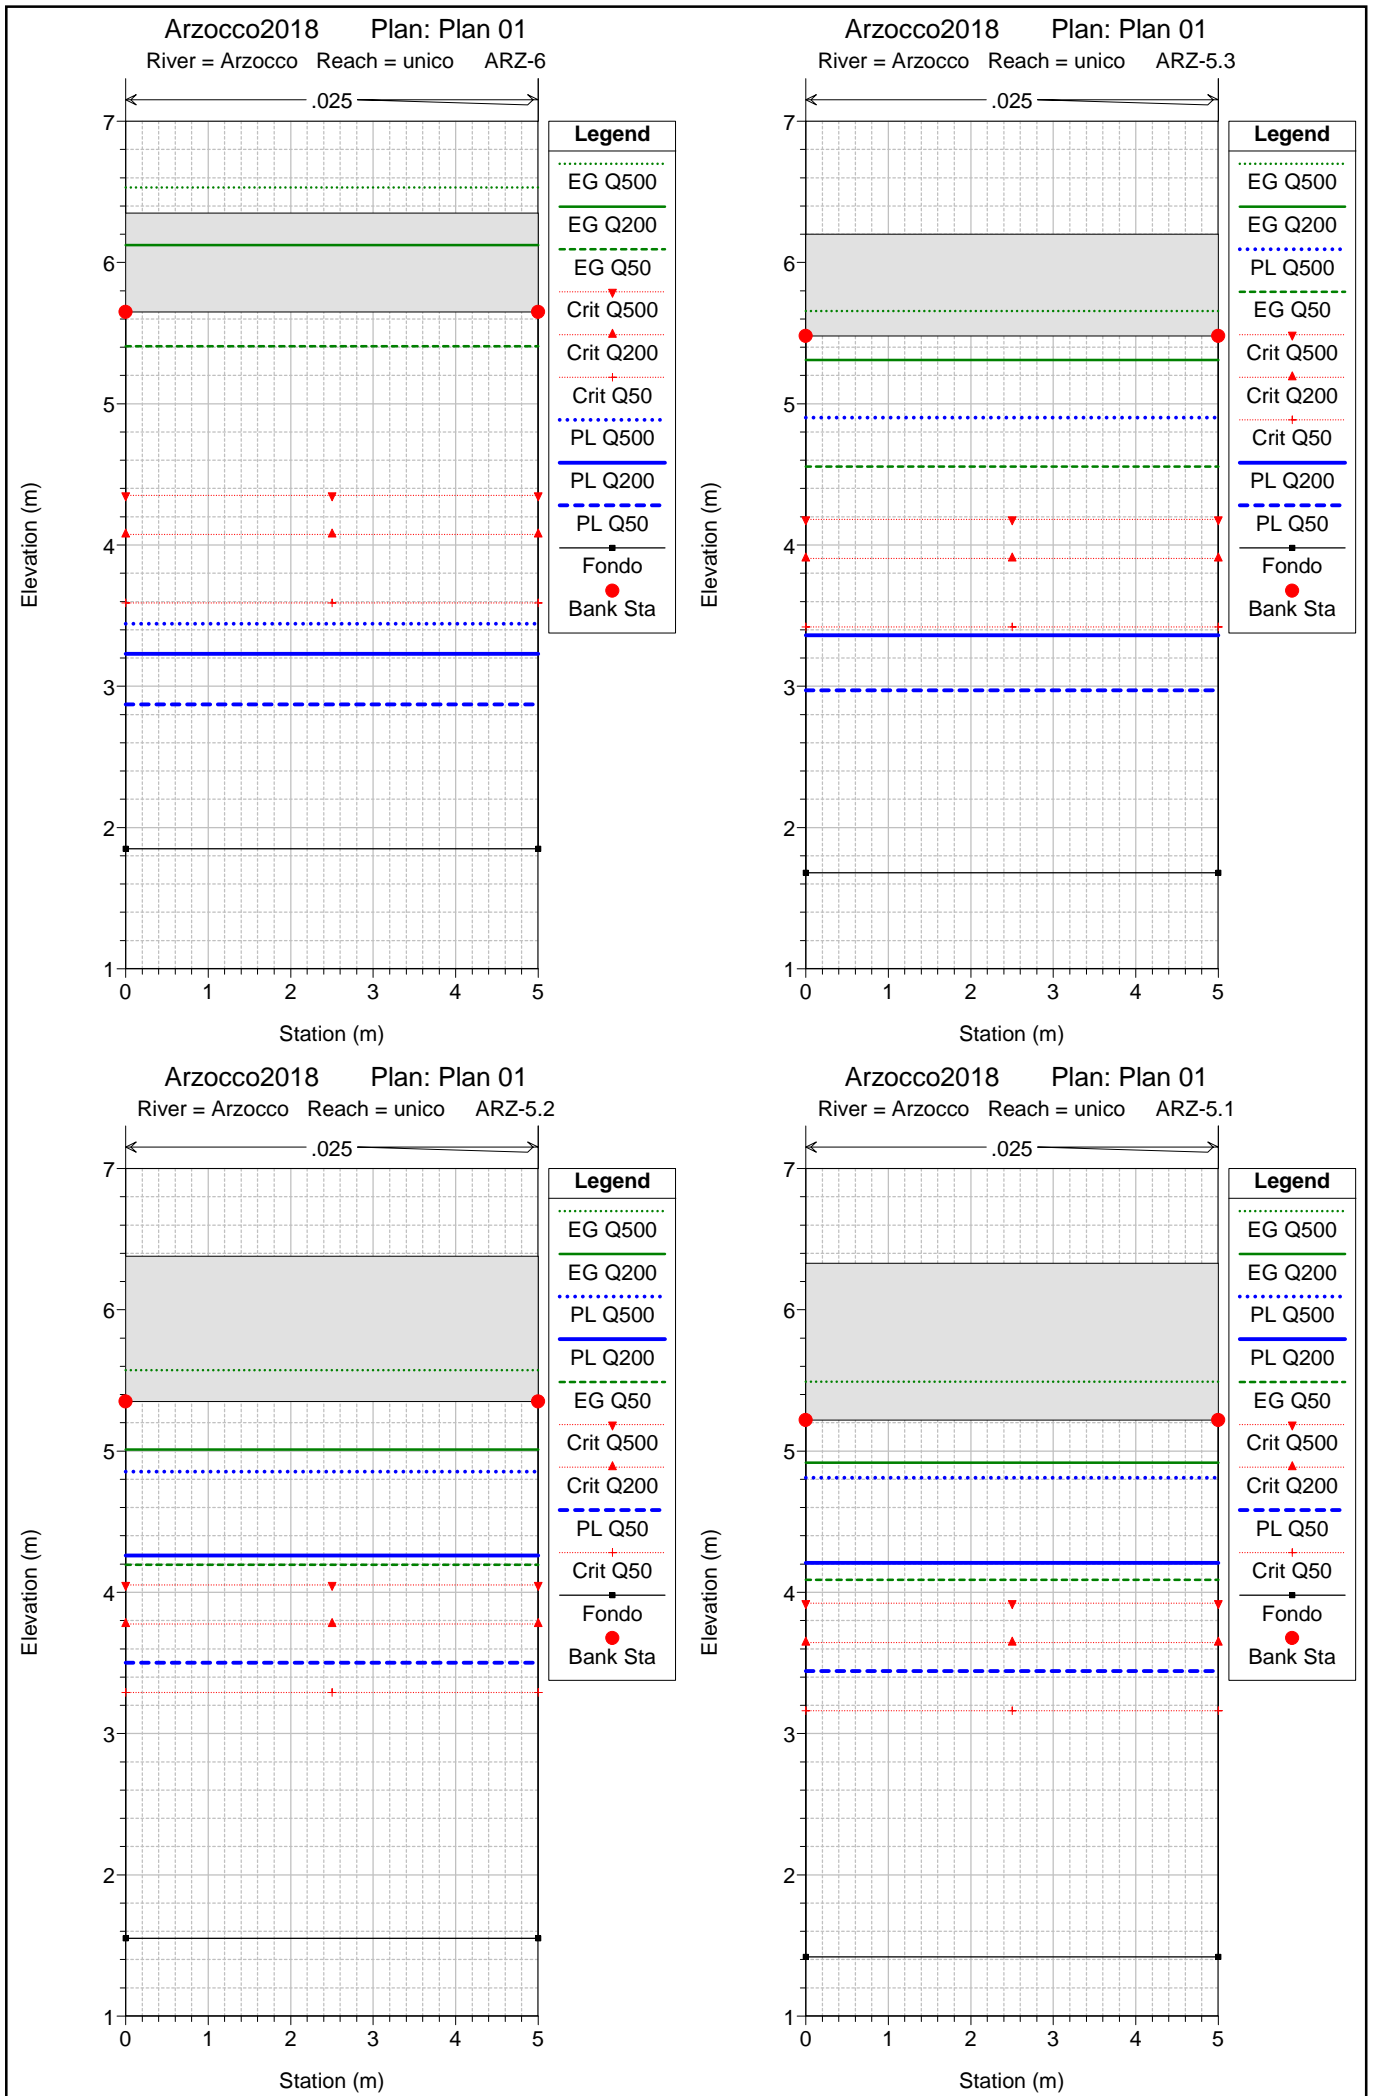 Arzocco2018 Plan: Plan 01
River = Arzocco Reach = unico ARZ-6
.025
Legend
EG Q500
EG Q200
EG Q50
Crit Q500
Crit Q200
Crit Q50
PL Q500
PL Q200
PL Q50
Fondo
Bank Sta
7
6
5
4
3
2
1
Elevation (m)
0 1 2 3 4 5
Station (m)
Arzocco2018 Plan: Plan 01
River = Arzocco Reach = unico ARZ-5.3
.025
Legend
EG Q500
EG Q200
PL Q500
EG Q50
Crit Q500
Crit Q200
Crit Q50
PL Q200
PL Q50
Fondo
Bank Sta
7
6
5
4
3
2
1
Elevation (m)
0 1 2 3 4 5
Station (m)
Arzocco2018 Plan: Plan 01
River = Arzocco Reach = unico ARZ-5.2
.025
Legend
EG Q500
EG Q200
PL Q500
PL Q200
EG Q50
Crit Q500
Crit Q200
PL Q50
Crit Q50
Fondo
Bank Sta
7
6
5
4
3
2
1
Elevation (m)
0 1 2 3 4 5
Station (m)
Arzocco2018 Plan: Plan 01
River = Arzocco Reach = unico ARZ-5.1
.025
Legend
EG Q500
EG Q200
PL Q500
PL Q200
EG Q50
Crit Q500
Crit Q200
PL Q50
Crit Q50
Fondo
Bank Sta
7
6
5
4
3
2
1
Elevation (m)
0 1 2 3 4 5
Station (m)